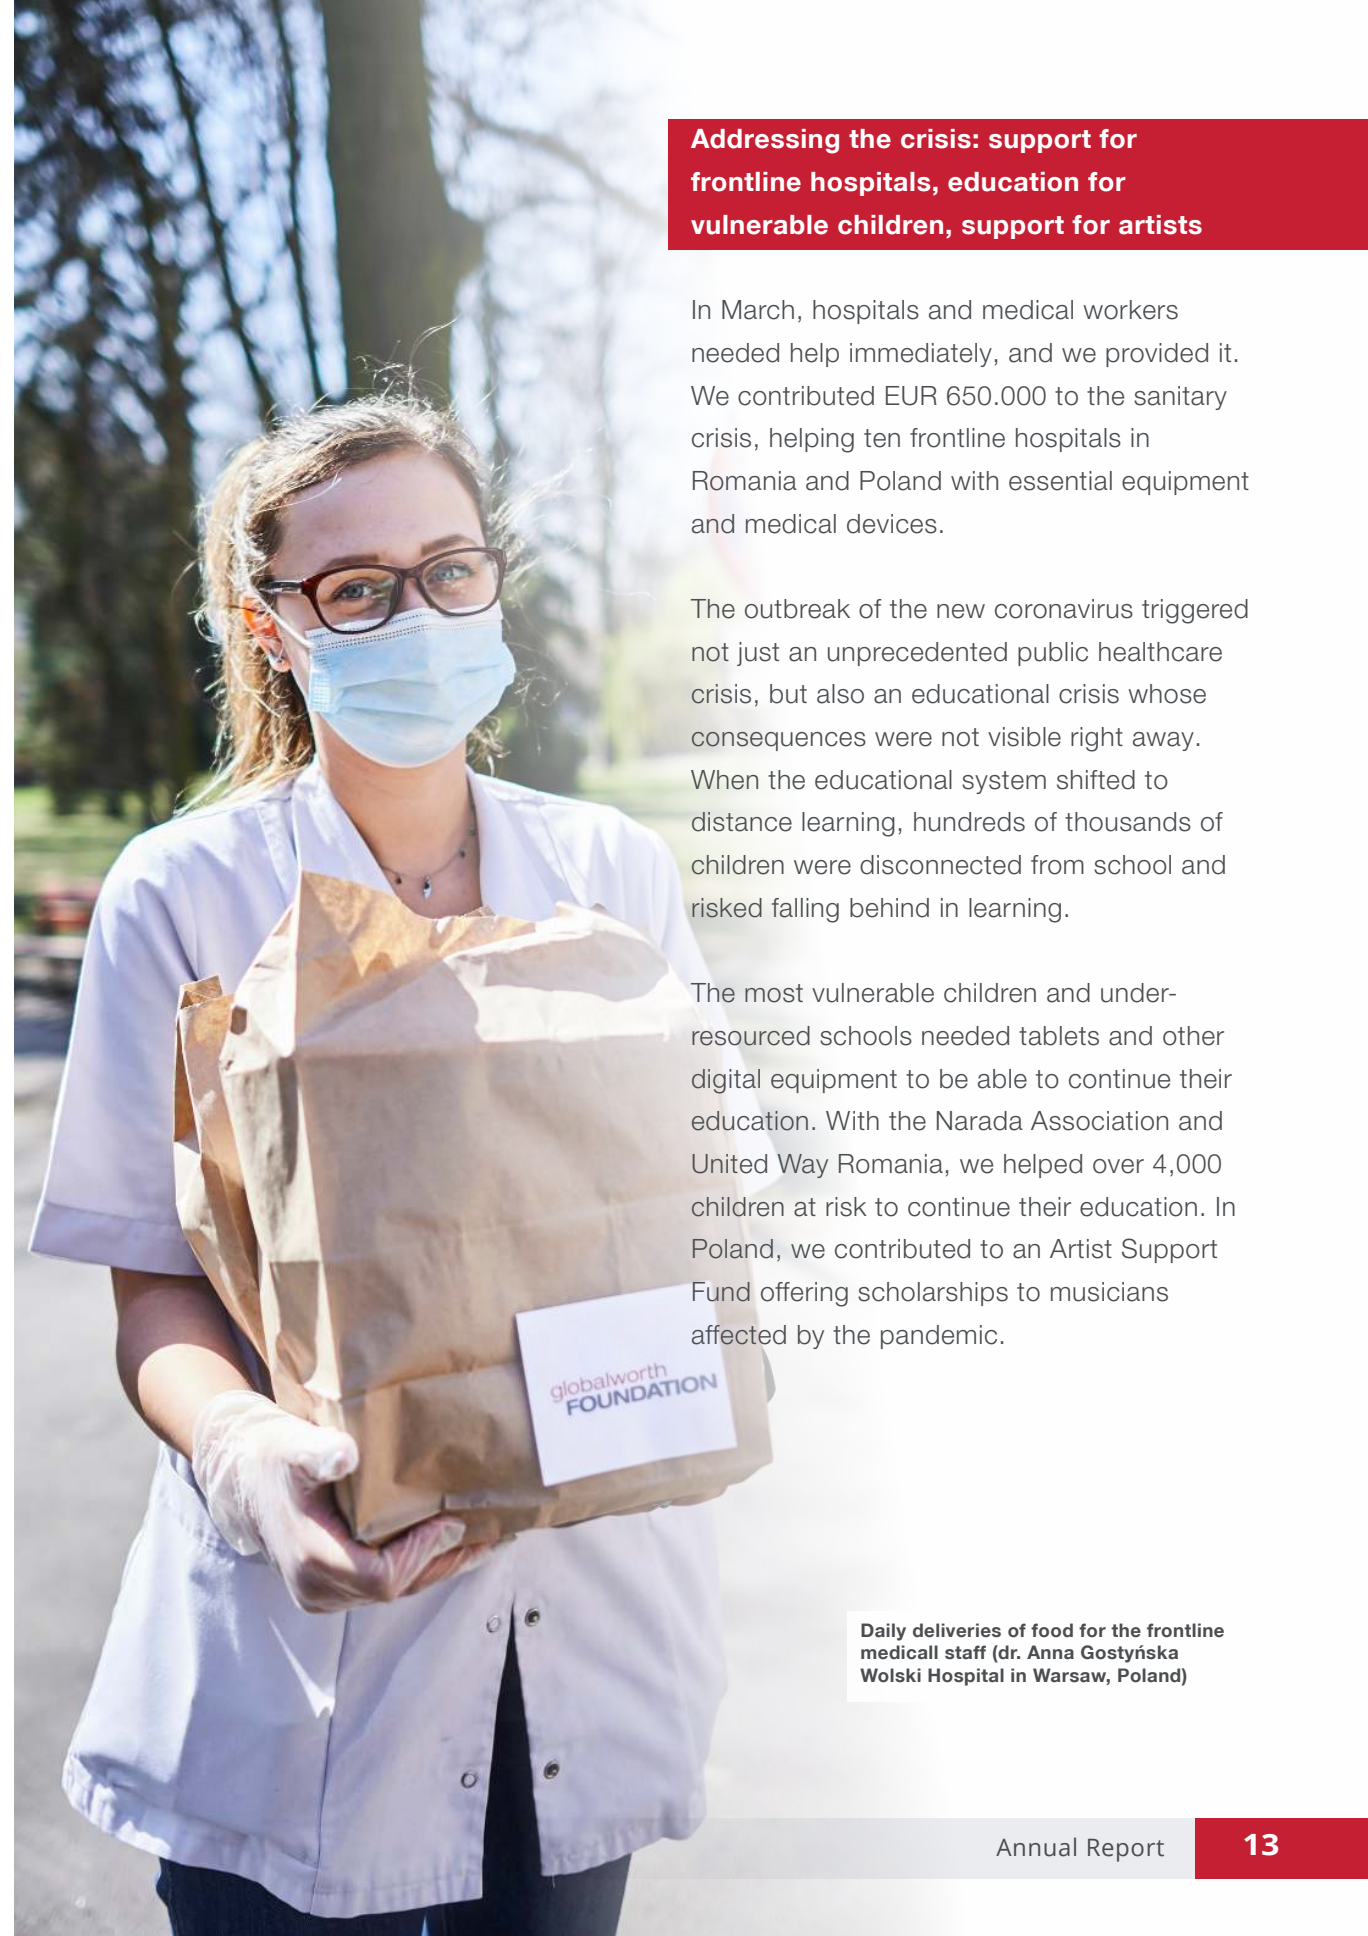 Addressing the crisis: support for
frontline hospitals, education for
vulnerable children, support for artists
In March, hospitals and medical workers
needed help immediately, and we provided it.
We contributed EUR 650.000 to the sanitary
crisis, helping ten frontline hospitals in
Romania and Poland with essential equipment
and medical devices.
The outbreak of the new coronavirus triggered
not just an unprecedented public healthcare
crisis, but also an educational crisis whose
consequences were not visible right away.
When the educational system shifted to
distance learning, hundreds of thousands of
children were disconnected from school and
risked falling behind in learning.
The most vulnerable children and under-
resourced schools needed tablets and other
digital equipment to be able to continue their
education. With the Narada Association and
United Way Romania, we helped over 4,000
children at risk to continue their education. In
Poland, we contributed to an Artist Support
Fund offering scholarships to musicians
affected by the pandemic.
globalworth
FOUNDATION
Daily deliveries of food for the frontline
medicall staff (dr. Anna Gostyńska
Wolski Hospital in Warsaw, Poland)
Annual Report 13